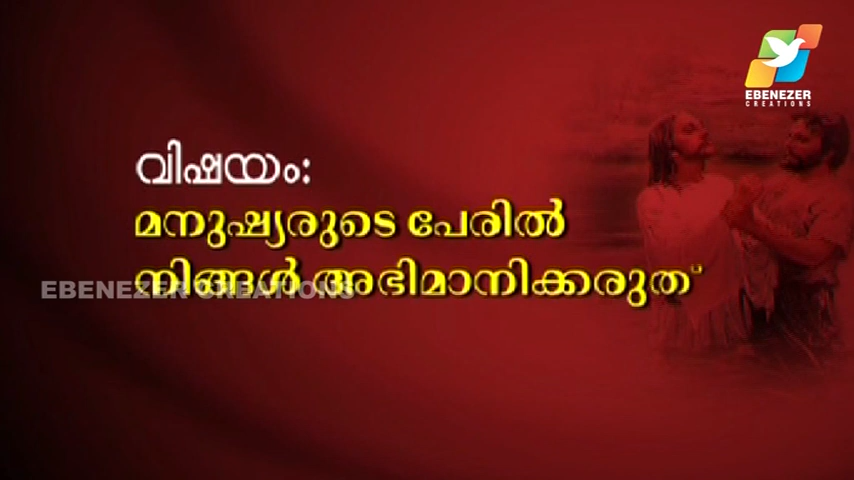 EBENEZER
CREATIONS
വിഷയം:
മനുഷ്യരുടെ പേരിൽ
നിങ്ങൾ അഭിമാനിക്കരുത്
EBENEZER CREATIONS